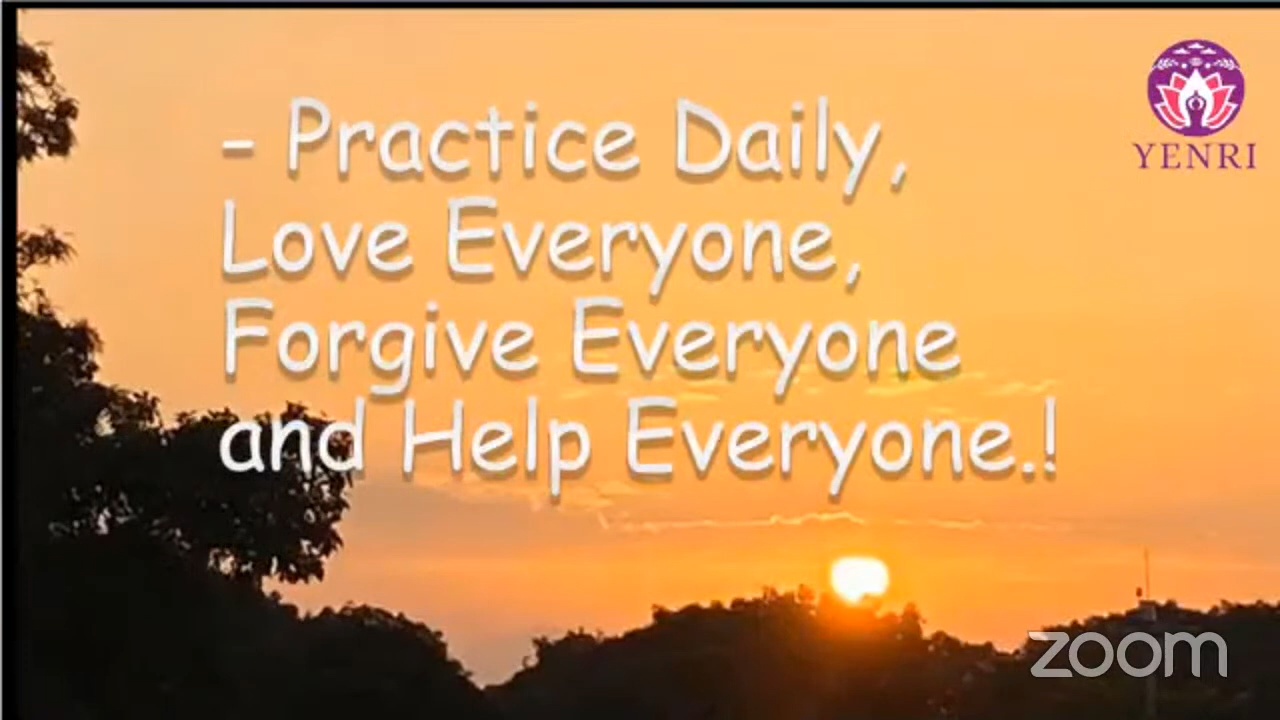 - Practice Daily,
Love Everyone,
Forgive Everyone
and Help Everyone.!
YENRI
zoom